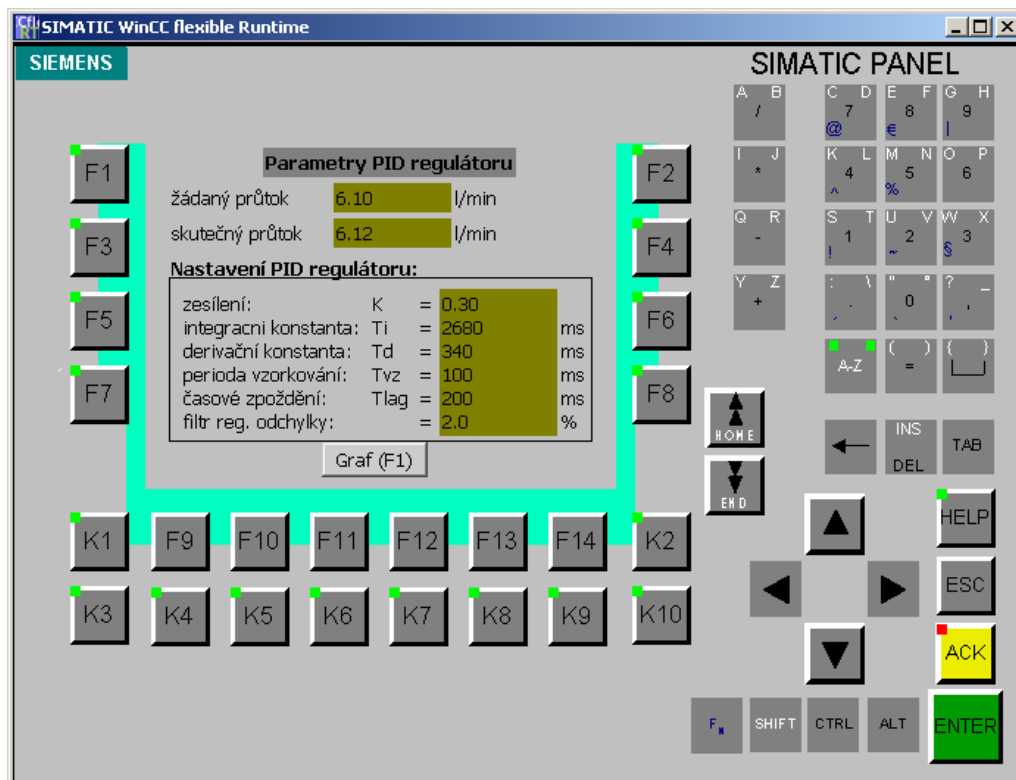 SIMATIC WinCC flexible Runtime
SIEMENS
SIMATIC PANEL
Parametry PID regulátoru
žádaný průtok 6.10 l/min
skutečný průtok 6.12 l/min
Nastavení PID regulátoru:
zesílení: K = 0.30
integracni konstanta: Ti = 2680 ms
derivační konstanta: Td = 340 ms
perioda vzorkování: Tvz = 100 ms
časové zpoždění: Tlag = 200 ms
filtr reg. odchylky: = 2.0 %
Graf (F1)
F1 F2
F3 F4
F5 F6
F7 F8
K1 F9 F10 F11 F12 F13 F14 K2
K3 K4 K5 K6 K7 K8 K9 K10
A B C D E F G H
/ 7 8 9
@ € |
I J K L M N O P
* 4 5 6
^ %
Q R S T U V W X
- 1 2 3
! ~ §
Y Z : \ " ° ? _
+ . 0 ,
A-Z ( ) = { }
HOME
END
INS
DEL
TAB
HELP
ESC
ACK
FN SHIFT CTRL ALT ENTER